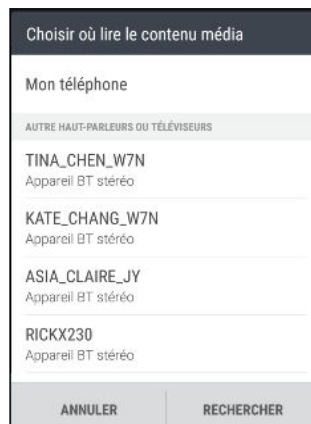 Choisir où lire le contenu média
Mon téléphone
AUTRE HAUT-PARLEURS OU TÉLÉVISEURS
TINA_CHEN_W7N
Appareil BT stéréo
KATE_CHANG_W7N
Appareil BT stéréo
ASIA_CLAIRE_JY
Appareil BT stéréo
RICKX230
Appareil BT stéréo
ANNULER
RECHERCHER